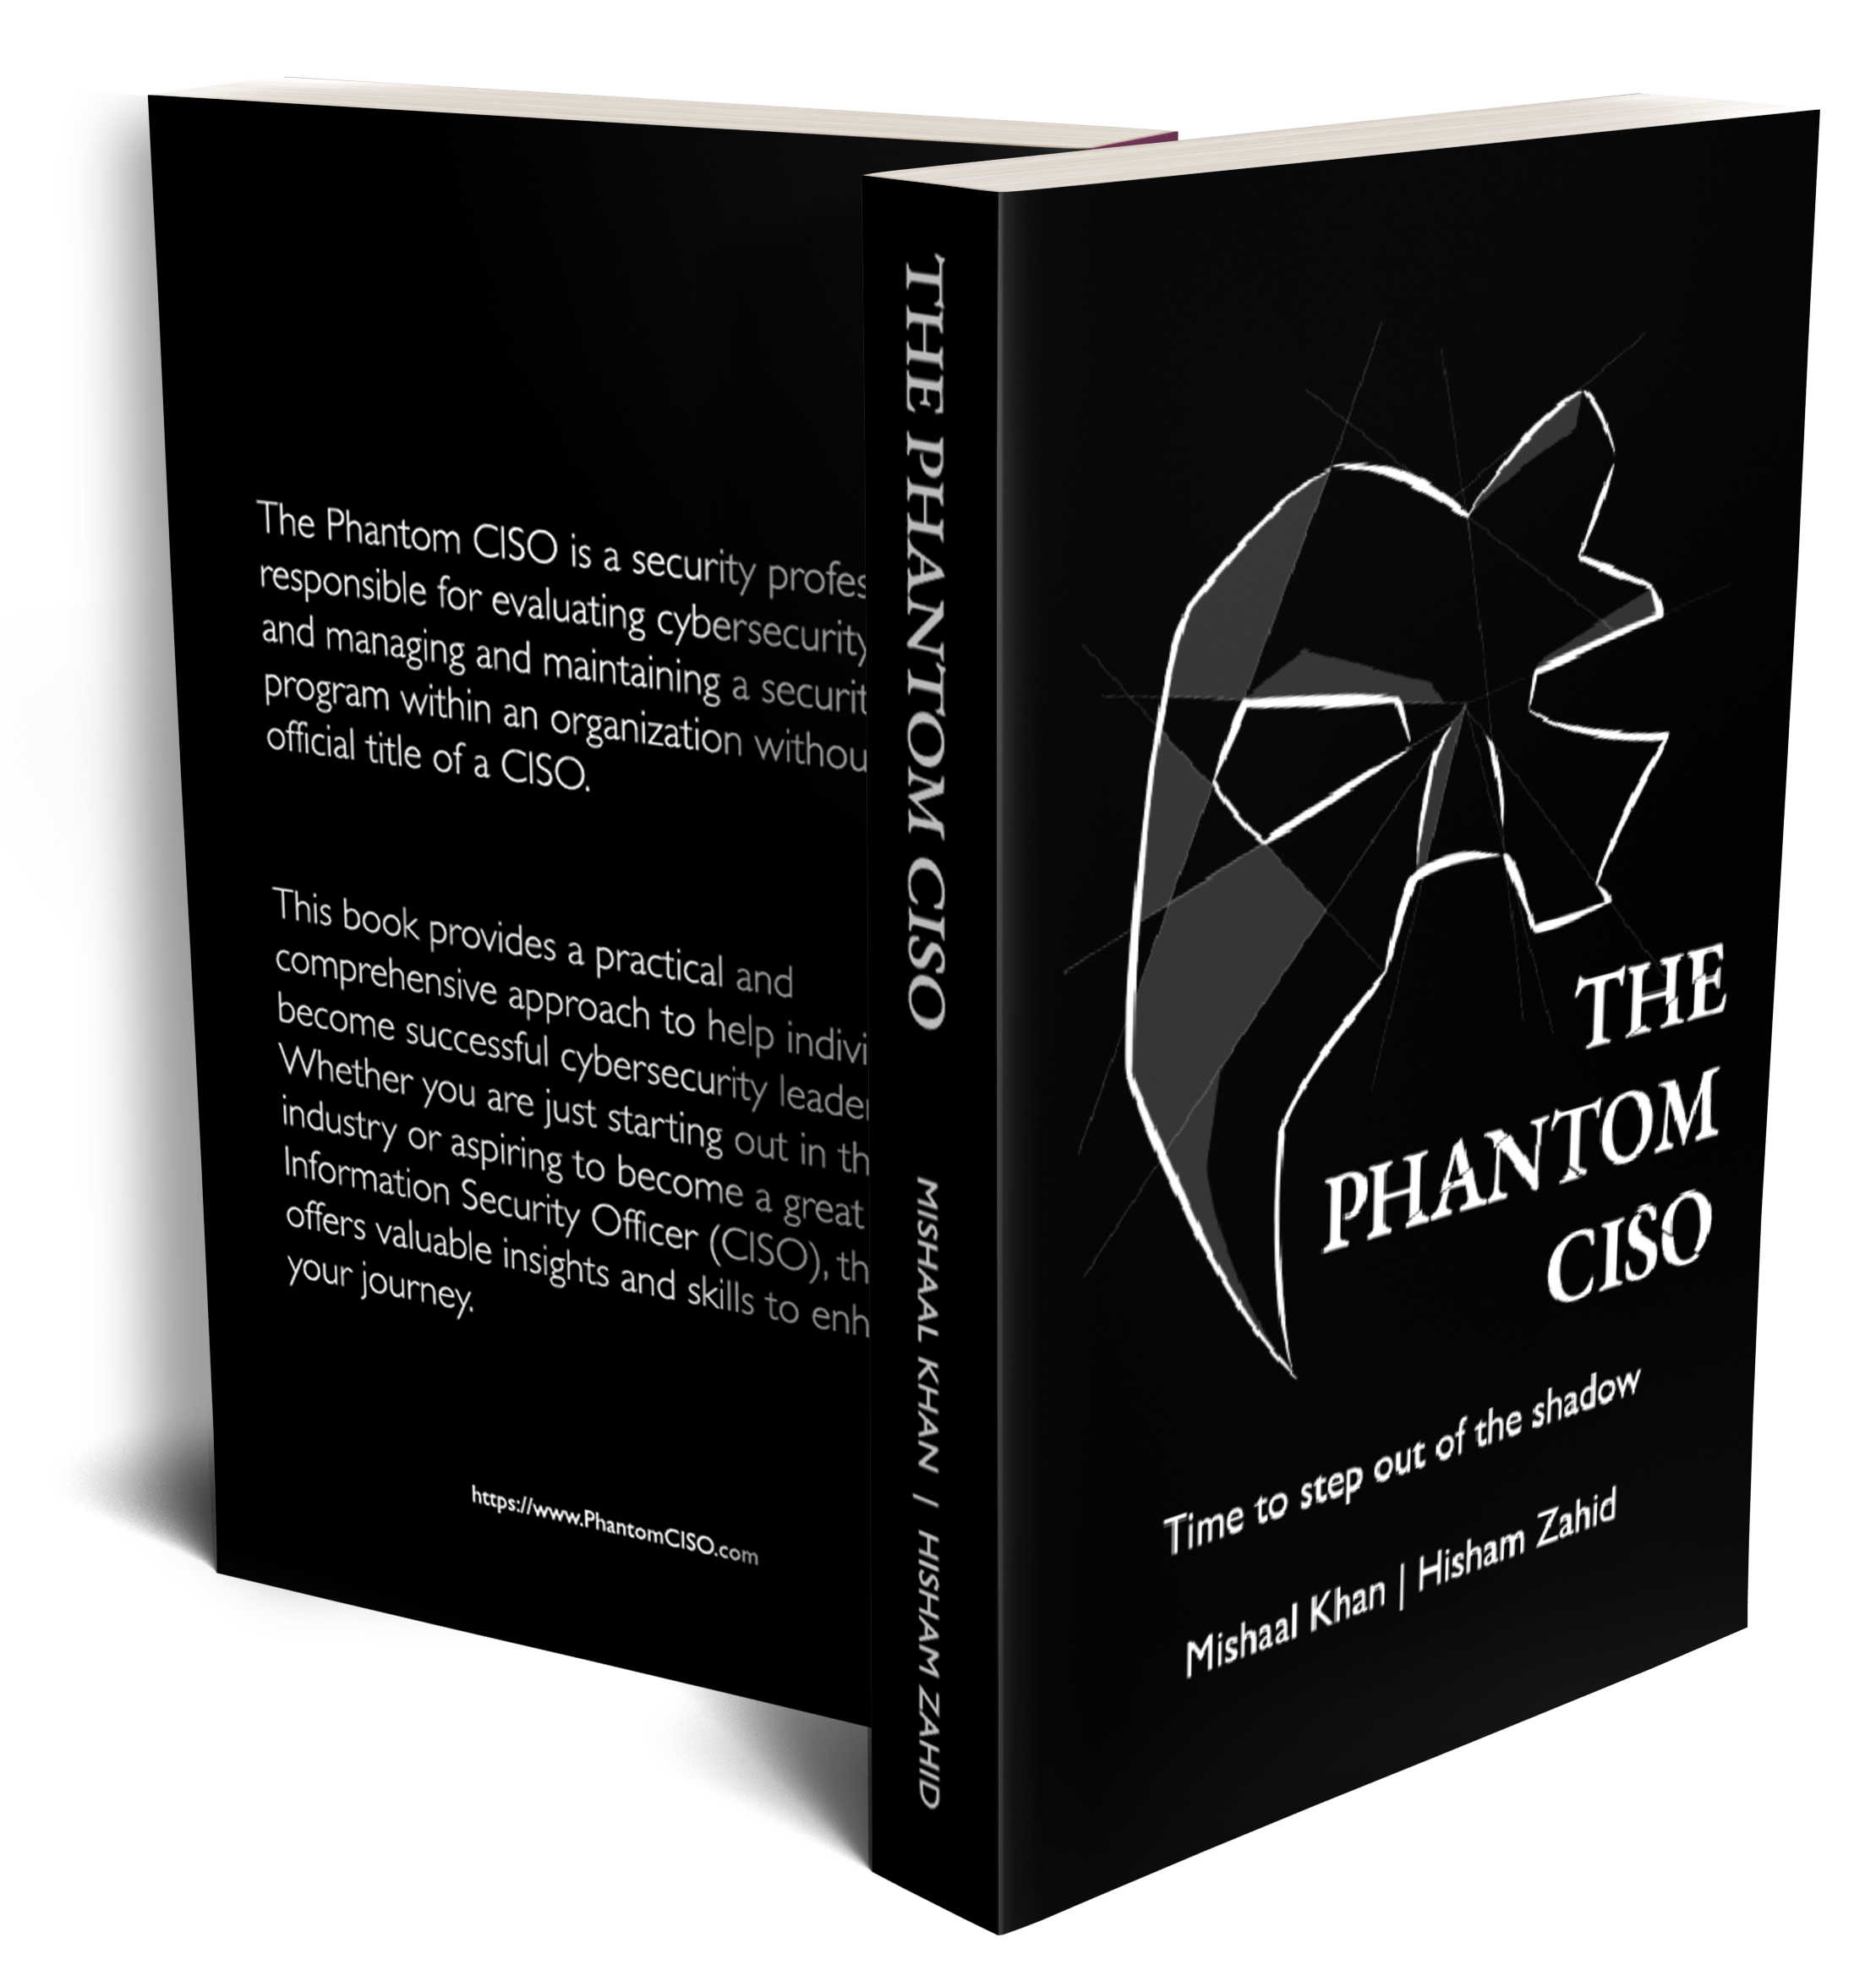 The Phantom CISO is a security profes
responsible for evaluating cybersecurity
and managing and maintaining a securit
program within an organization withou
official title of a CISO.
This book provides a practical and
comprehensive approach to help indivi
become successful cybersecurity leader
Whether you are just starting out in th
industry or aspiring to become a great
Information Security Officer (CISO), th
offers valuable insights and skills to enh
your journey.
https://www.PhantomCISO.com
THE PHANTOM CISO
MISHAAL KHAN | HISHAM ZAHID
THE
PHANTOM
CISO
Time to step out of the shadow
Mishaal Khan | Hisham Zahid